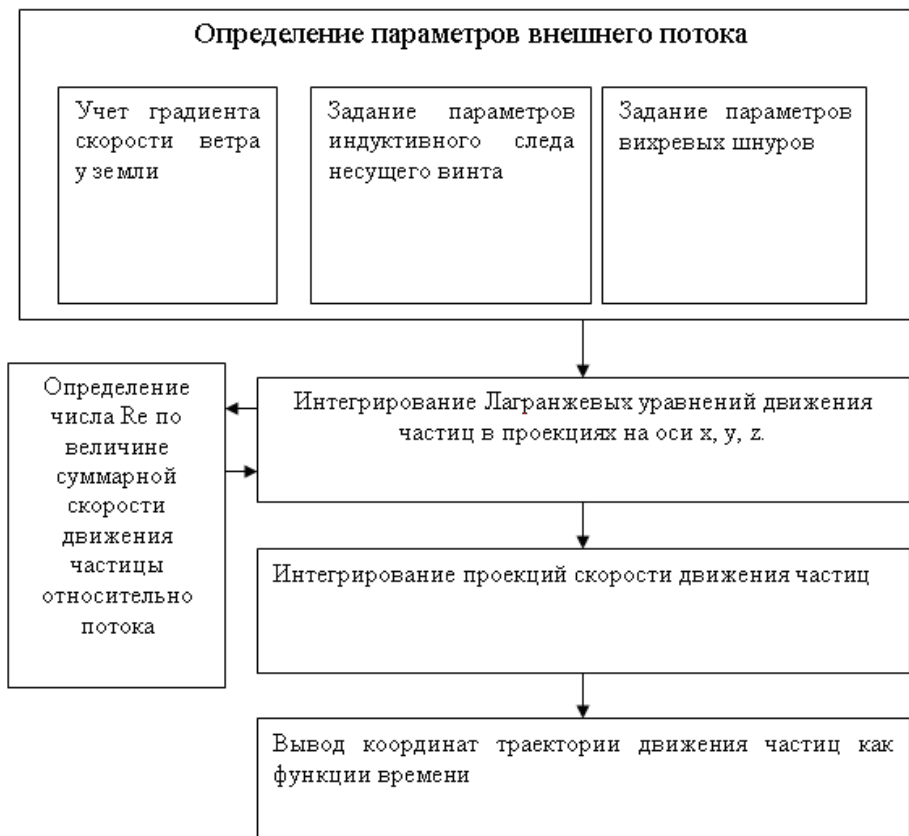 Определение параметров внешнего потока
Учет градиента
скорости ветра
у земли
Задание параметров
индуктивного следа
несущего винта
Задание параметров
вихревых шнуров
Определение
числа Re по
величине
суммарной
скорости
движения
частицы
относительно
потока
Интегрирование Лагранжевых уравнений движения
частиц в проекциях на оси x, y, z.
Интегрирование проекций скорости движения частиц
Вывод координат траектории движения частиц как
функции времени